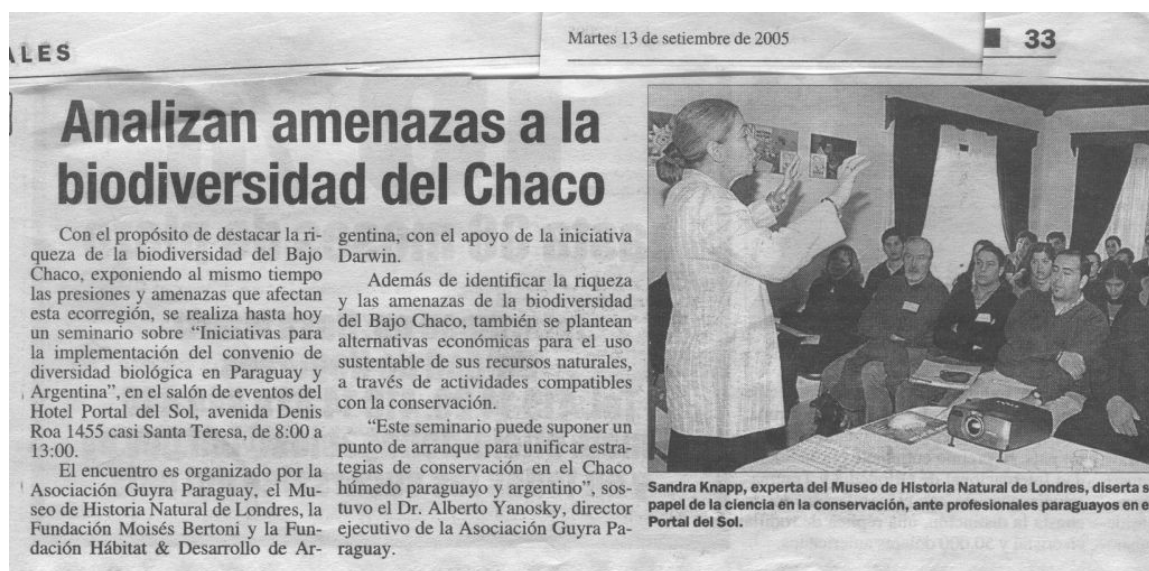 ALES
Martes 13 de setiembre de 2005
33
Analizan amenazas a la
biodiversidad del Chaco
Con el propósito de destacar la ri-
queza de la biodiversidad del Bajo
Chaco, exponiendo al mismo tiempo
las presiones y amenazas que afectan
esta ecorregión, se realiza hasta hoy
un seminario sobre “Iniciativas para
la implementación del convenio de
diversidad biológica en Paraguay y
Argentina”, en el salón de eventos del
Hotel Portal del Sol, avenida Denis
Roa 1455 casi Santa Teresa, de 8:00 a
13:00.
El encuentro es organizado por la
Asociación Guyra Paraguay, el Mu-
seo de Historia Natural de Londres, la
Fundación Moisés Bertoni y la Fun-
dación Hábitat & Desarrollo de Ar-
gentina, con el apoyo de la iniciativa
Darwin.
Además de identificar la riqueza
y las amenazas de la biodiversidad
del Bajo Chaco, también se plantean
alternativas económicas para el uso
sustentable de sus recursos naturales,
a través de actividades compatibles
con la conservación.
“Este seminario puede suponer un
punto de arranque para unificar estra-
tegias de conservación en el Chaco
húmedo paraguayo y argentino”, sos-
tuvo el Dr. Alberto Yanosky, director
ejecutivo de la Asociación Guyra Pa-
raguay.
Sandra Knapp, experta del Museo de Historia Natural de Londres, diserta s
papel de la ciencia en la conservación, ante profesionales paraguayos en e
Portal del Sol.